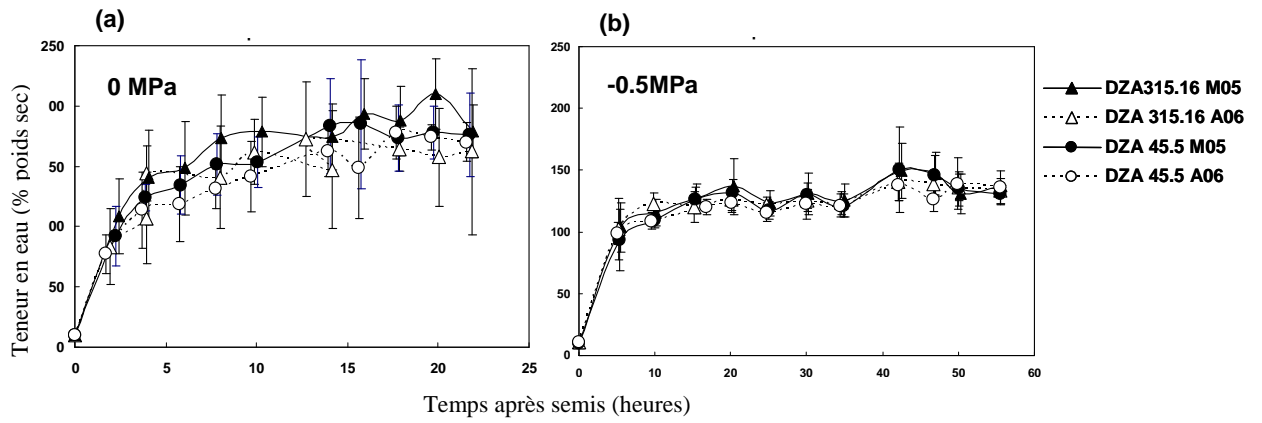 (a)
(b)
0 MPa
-0.5MPa
Teneur en eau (% poids sec)
250
00
50
00
50
0
0 5 10 15 20 25
250
200
150
100
50
0
0 10 20 30 40 50 60
DZA315.16 M05
DZA 315.16 A06
DZA 45.5 M05
DZA 45.5 A06
Temps après semis (heures)